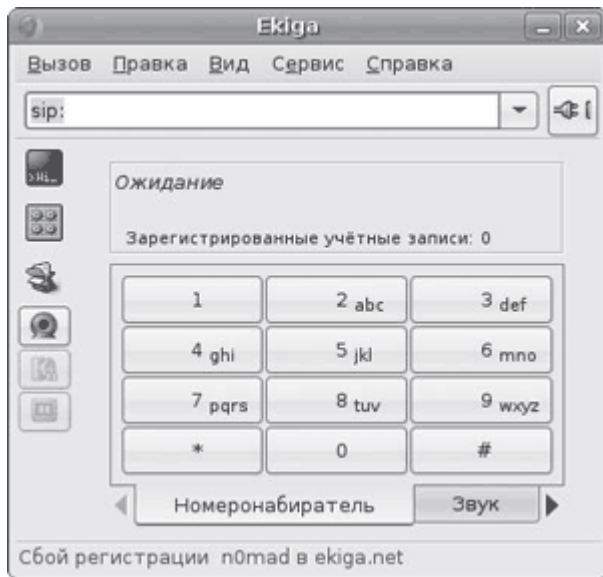 Ekiga
Вызов Правка Вид Сервис Справка
sip:
>Hi_
Ожидание
Зарегистрированные учётные записи: 0
1 2 abc 3 def
4 ghi 5 jkl 6 mno
7 pqrs 8 tuv 9 wxyz
* 0 #
Номеронабиратель Звук
Сбой регистрации n0mad в ekiga.net